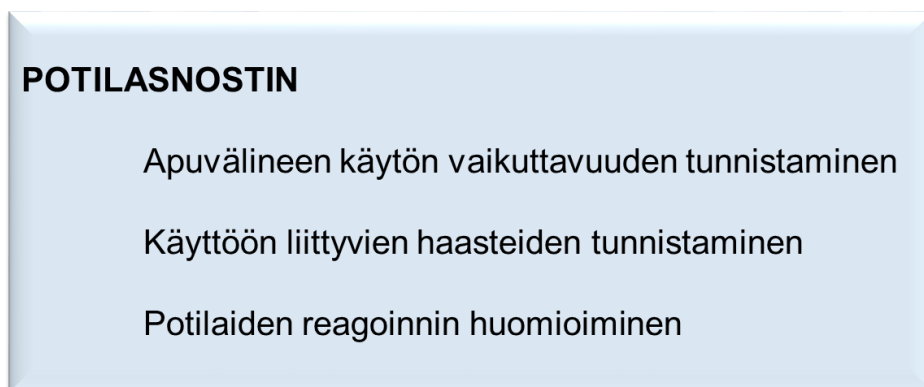 POTILASNOSTIN
Apuvälineen käytön vaikuttavuuden tunnistaminen
Käyttöön liittyvien haasteiden tunnistaminen
Potilaiden reagoinnin huomioiminen